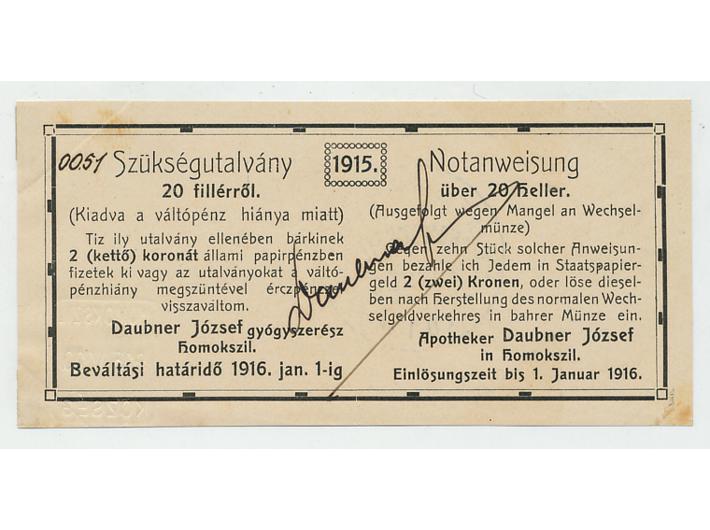 0051 Szükségutalvány
20 fillérről.
(Kiadva a váltópénz hiánya miatt)
Tiz ily utalvány ellenében bárkinek
2 (kettő) koronát állami papirpénzben
fizetek ki vagy az utalványokat a váltó-
pénzhiány megszüntével érczpénzzel
visszaváltom.
Daubner József gyógyszerész
Homokszil.
Beváltási határidő 1916. jan. 1-ig
1915.
Notanweisung
über 20 Heller.
(Ausgefolgt wegen Mangel an Wechsel-
münze)
Gegen zehn Stück solcher Anweisun-
gen bezahle ich Jedem in Staatspapier-
geld 2 (zwei) Kronen, oder löse diesel-
ben nach Herstellung des normalen Wech-
selgeldverkehres in bahrer Münze ein.
Apotheker Daubner József
in Homokszil.
Einlösungszeit bis 1. Januar 1916.